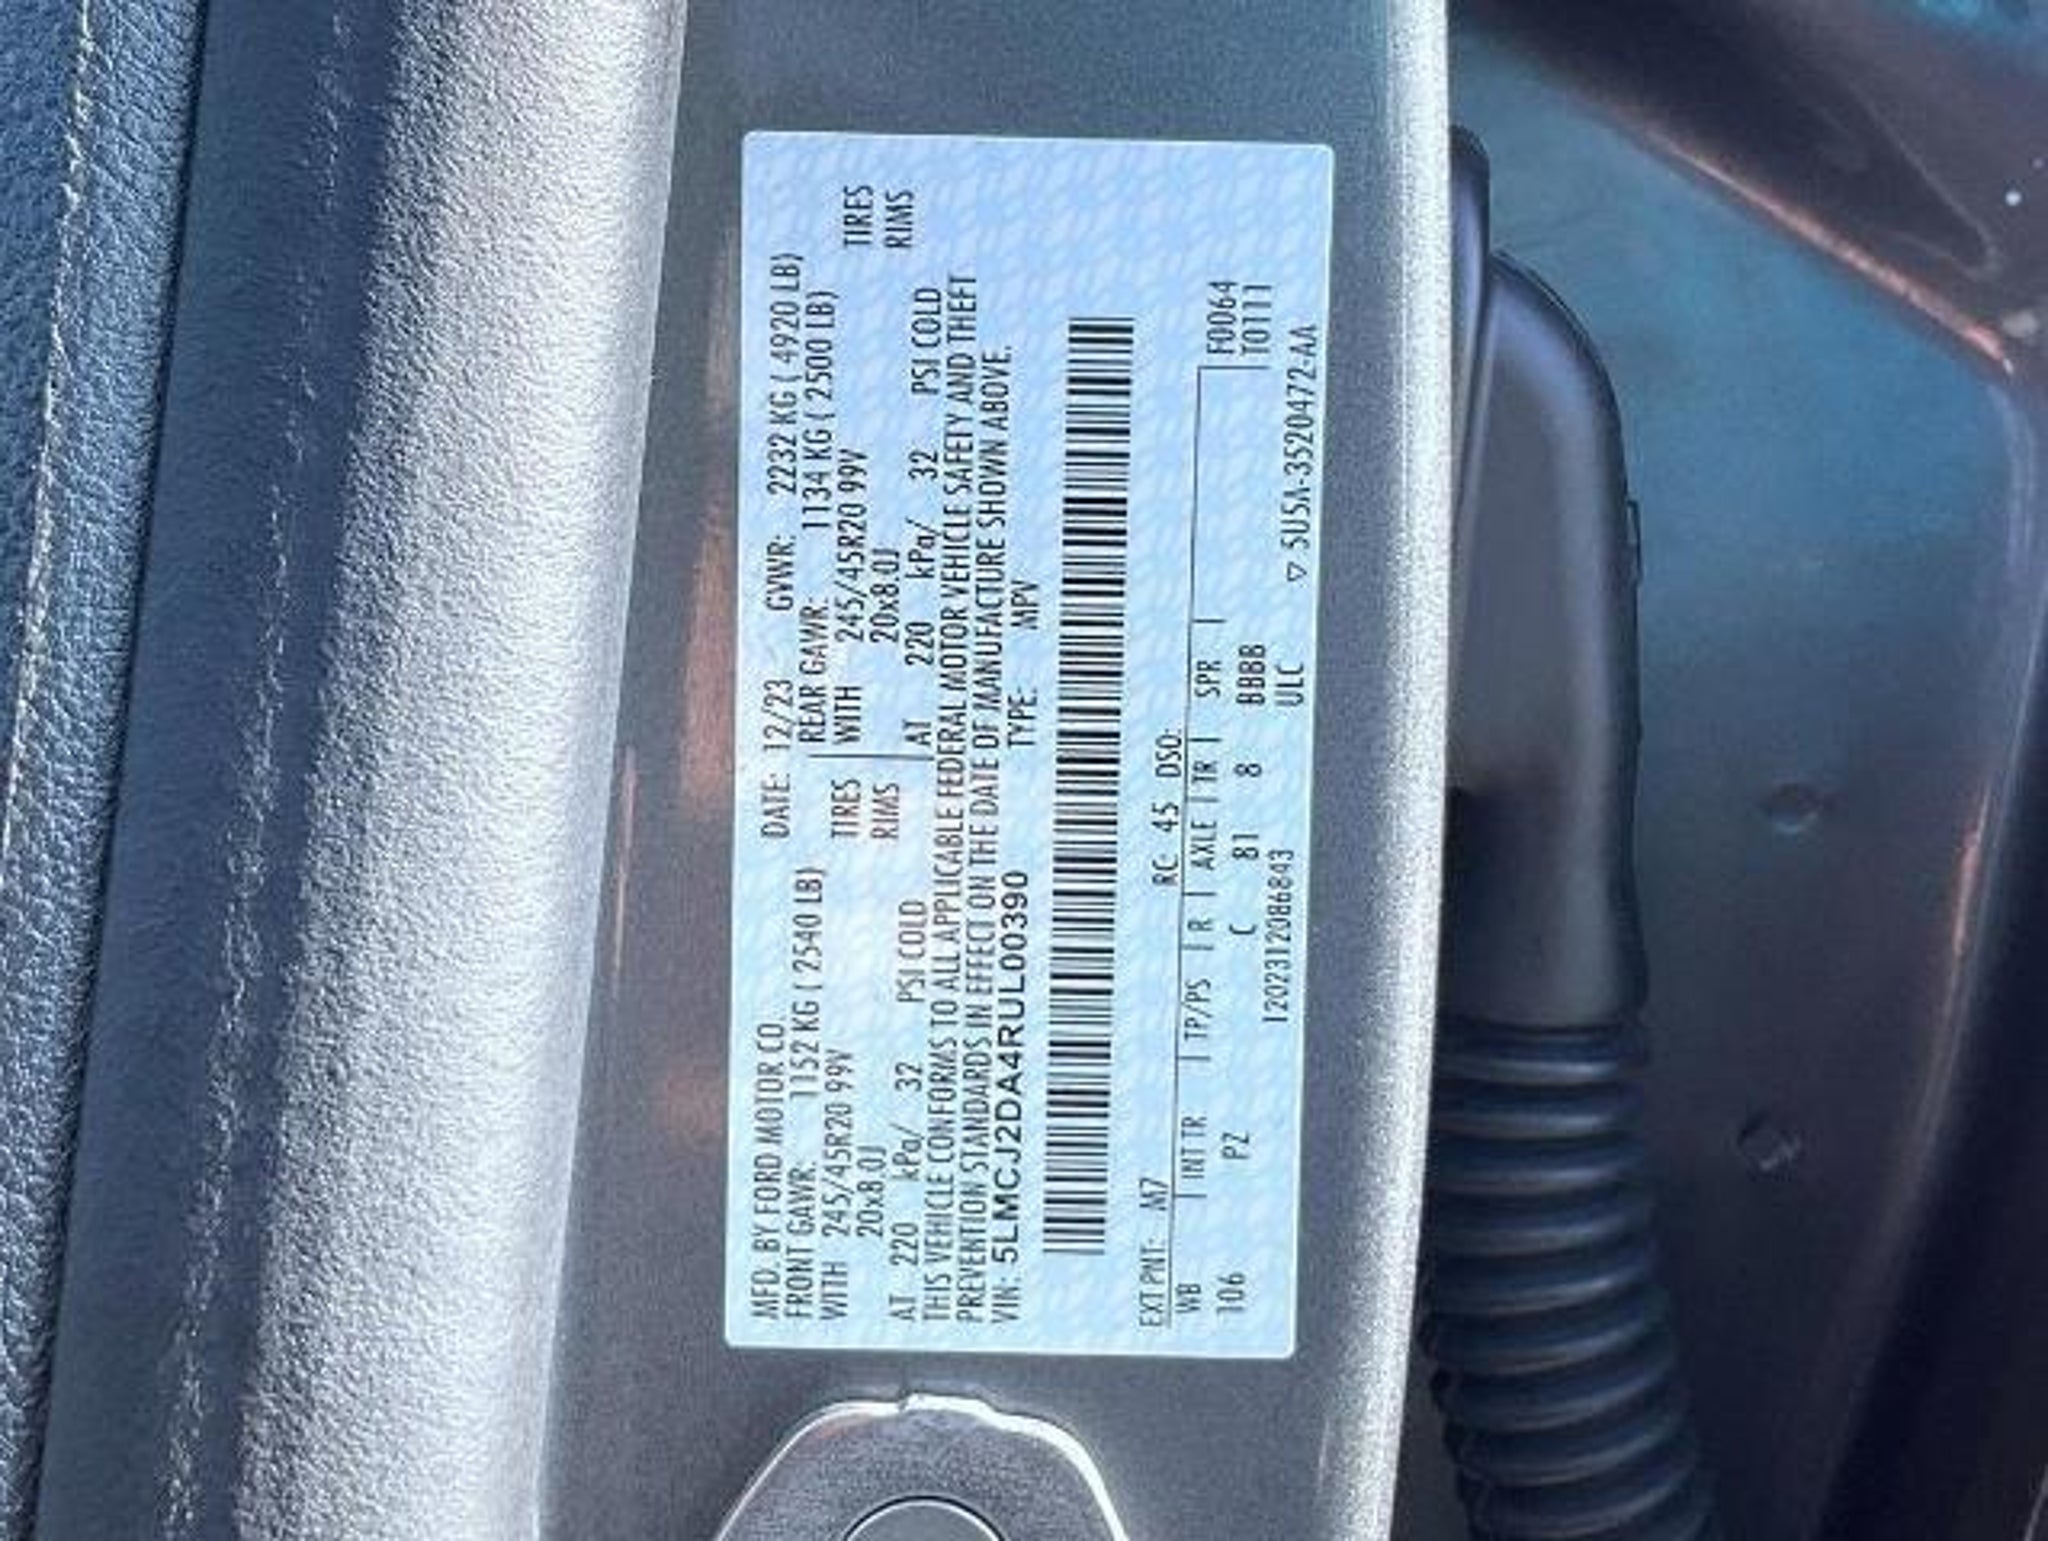 MFD. BY FORD MOTOR CO. DATE: 12/23 GVWR: 2232 KG ( 4920 LB)
FRONT GAWR: 1152 KG ( 2540 LB) REAR GAWR: 1134 KG ( 2500 LB)
WITH 245/45R20 99V TIRES WITH 245/45R20 99V TIRES
20x8.0J RIMS 20x8.0J RIMS
AT 220 kPa/ 32 PSI COLD AT 220 kPa/ 32 PSI COLD
THIS VEHICLE CONFORMS TO ALL APPLICABLE FEDERAL MOTOR VEHICLE SAFETY AND THEFT
PREVENTION STANDARDS IN EFFECT ON THE DATE OF MANUFACTURE SHOWN ABOVE.
VIN: 5LMCJ2DA4RUL00390 TYPE: MPV
EXT PNT: M7 RC: 45 DSO:
WB INT TR TP/PS R AXLE TR SPR F0064
106 PZ C 81 8 BBBB T0111
1202312086843 ULC ▽ 5U5A-3520472-AA